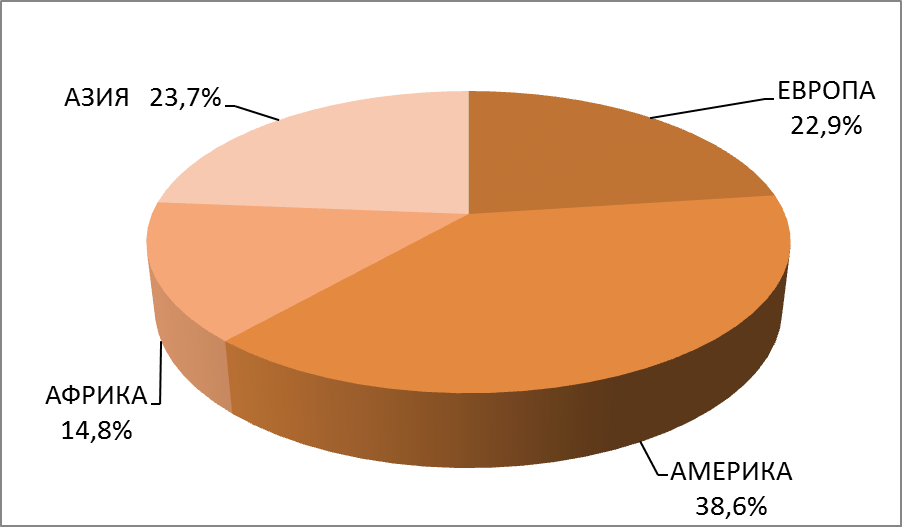 АЗИЯ 23,7%
ЕВРОПА
22,9%
АФРИКА
14,8%
АМЕРИКА
38,6%